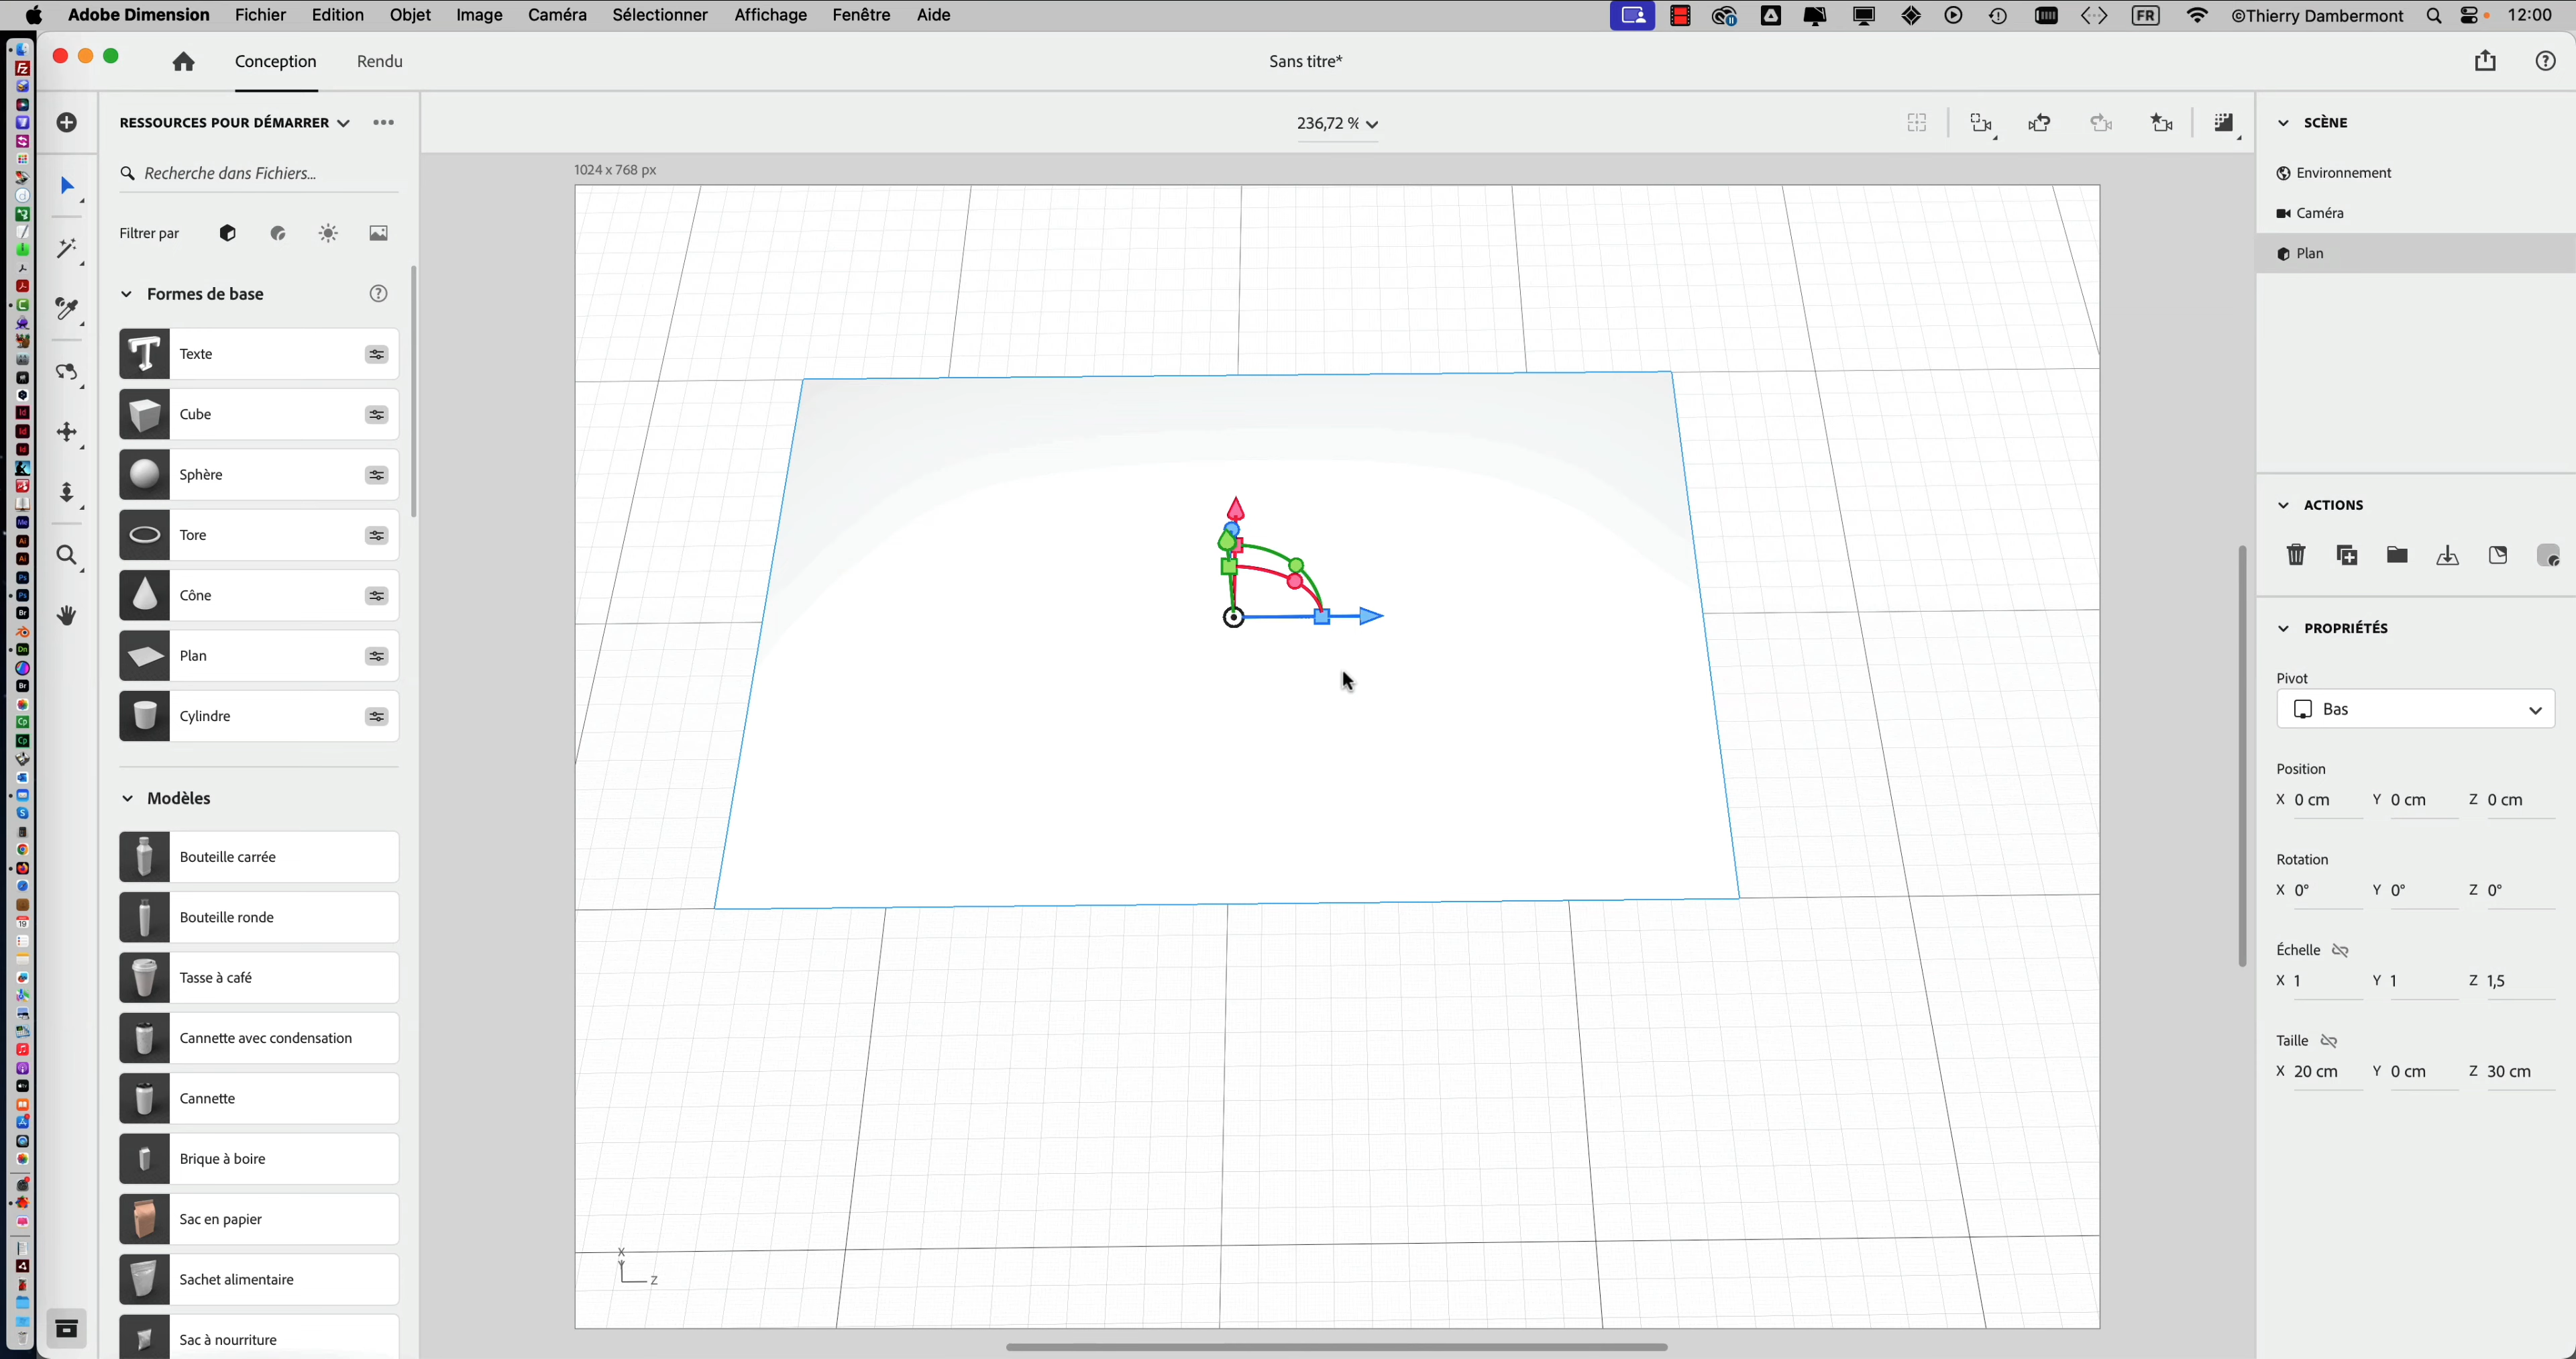 Adobe Dimension Fichier Edition Objet Image Caméra Sélectionner Affichage Fenêtre Aide FR ©Thierry Dambermont 12:00
Conception Rendu Sans titre*
RESSOURCES POUR DÉMARRER
Recherche dans Fichiers...
Filtrer par
Formes de base
Texte
Cube
Sphère
Tore
Cône
Plan
Cylindre
Modèles
Bouteille carrée
Bouteille ronde
Tasse à café
Cannette avec condensation
Cannette
Brique à boire
Sac en papier
Sachet alimentaire
Sac à nourriture
236,72 %
1024 x 768 px
X
Y
Z
SCÈNE
Environnement
Caméra
Plan
ACTIONS
PROPRIÉTÉS
Pivot
Bas
Position
X 0 cm Y 0 cm Z 0 cm
Rotation
X 0° Y 0° Z 0°
Échelle
X 1 Y 1 Z 1,5
Taille
X 20 cm Y 0 cm Z 30 cm